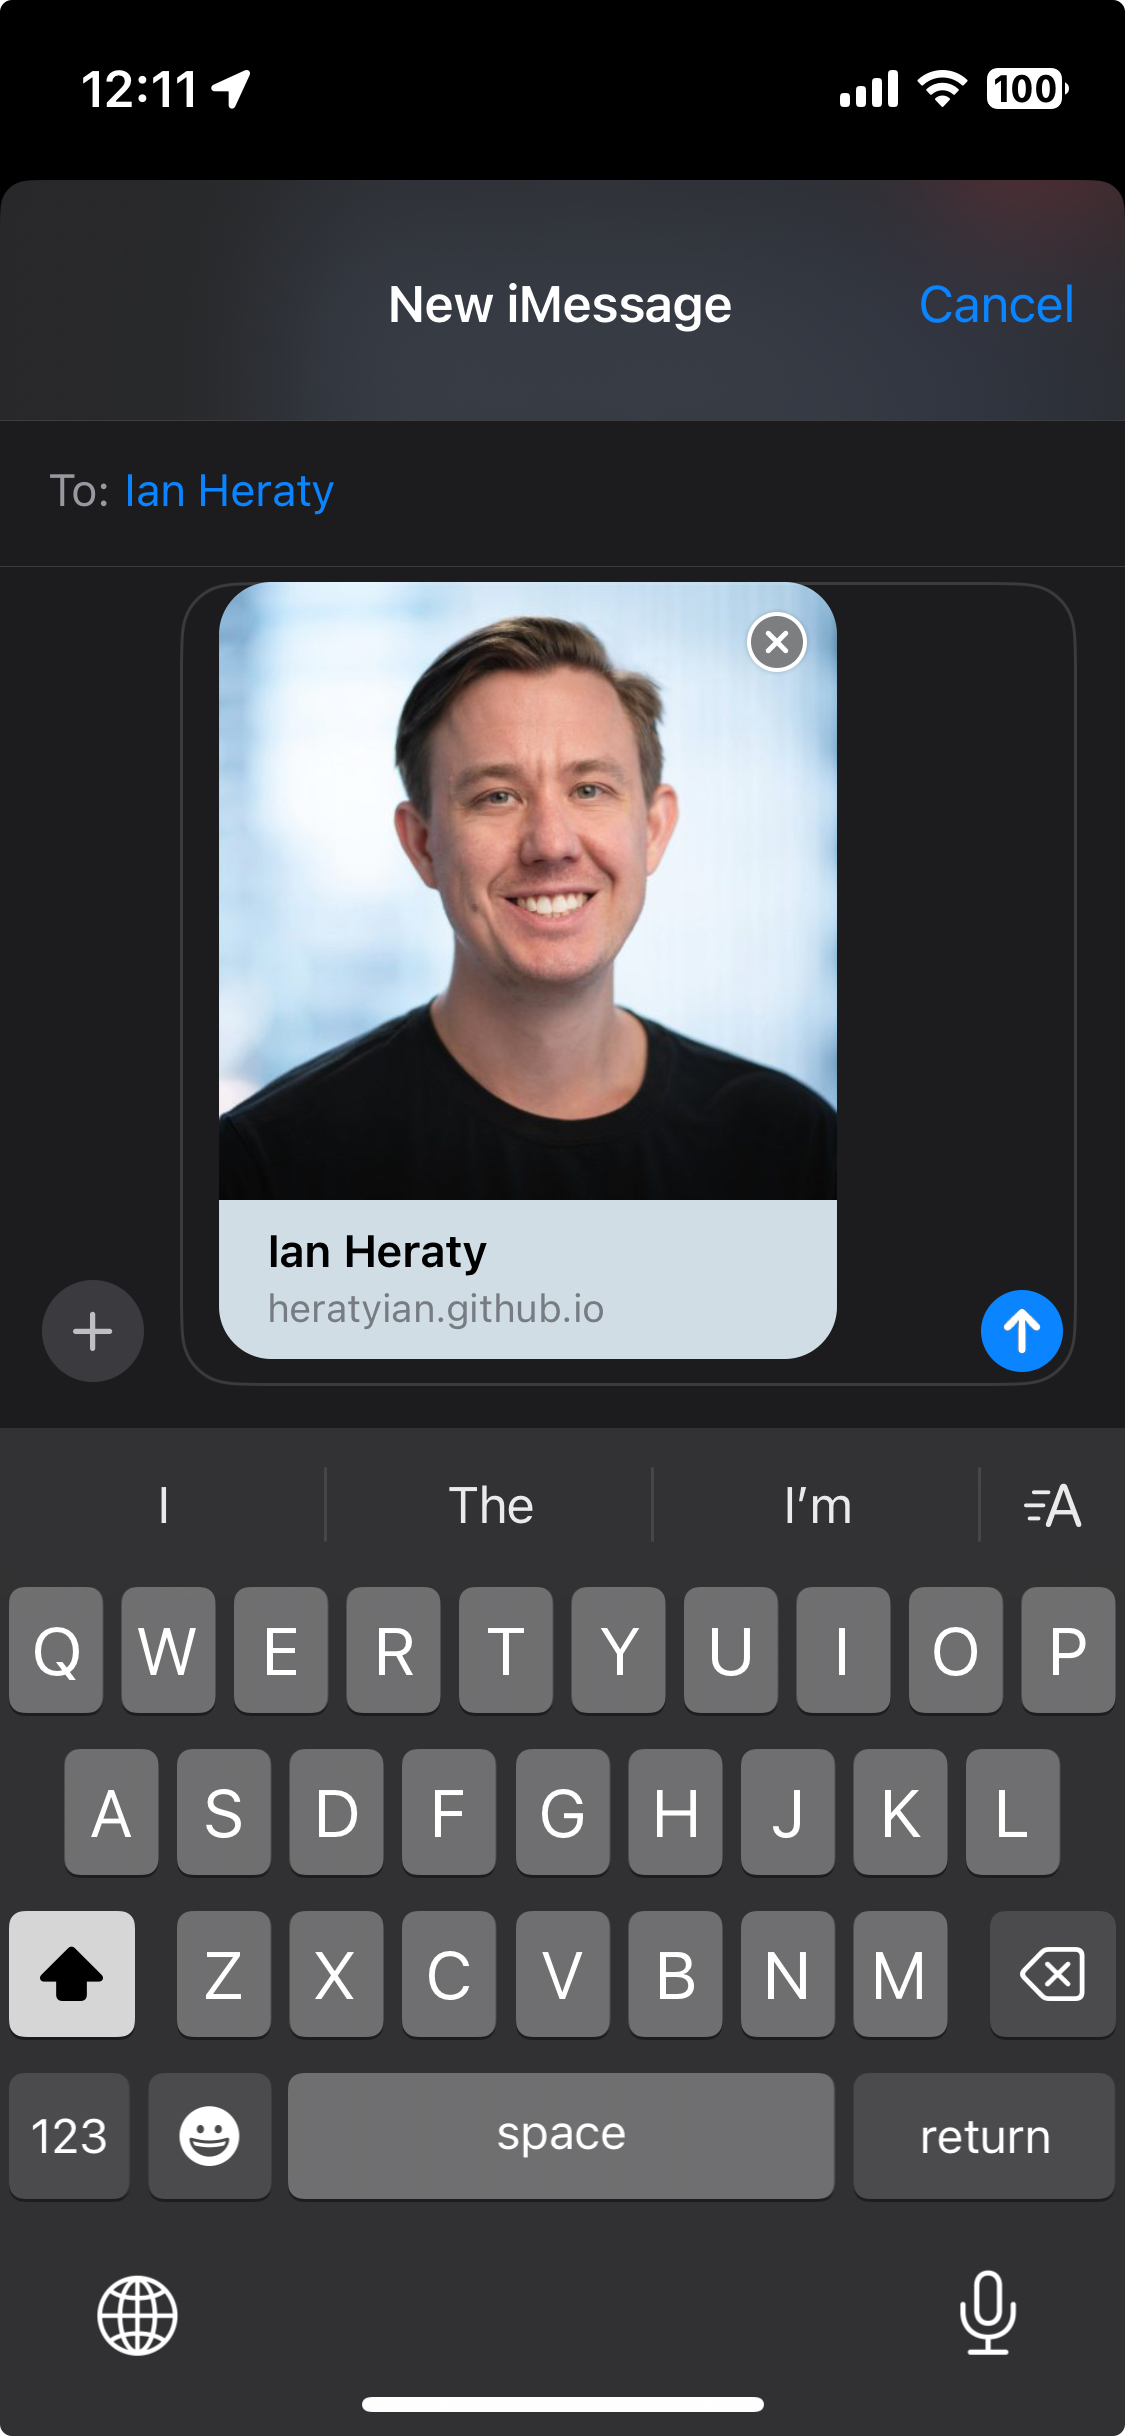 12:11
100
New iMessage
Cancel
To: Ian Heraty
Ian Heraty
heratyian.github.io
I
The
I’m
A
Q W E R T Y U I O P
A S D F G H J K L
Z X C V B N M
123
space
return